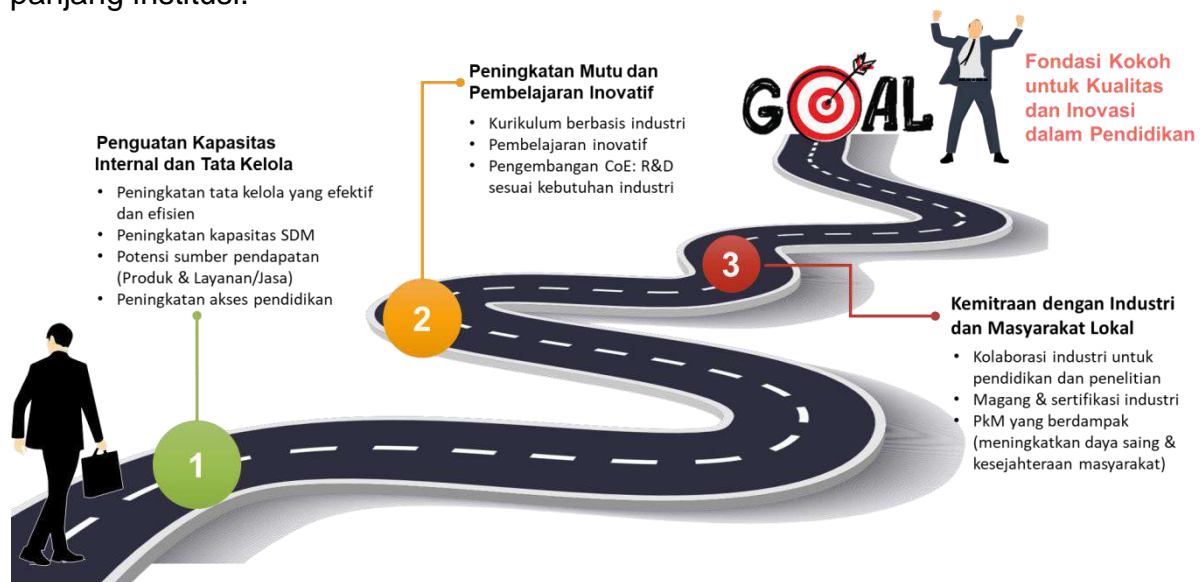 panjang institusi.
Penguatan Kapasitas
Internal dan Tata Kelola
• Peningkatan tata kelola yang efektif
dan efisien
• Peningkatan kapasitas SDM
• Potensi sumber pendapatan
(Produk & Layanan/Jasa)
• Peningkatan akses pendidikan
1
Peningkatan Mutu dan
Pembelajaran Inovatif
• Kurikulum berbasis industri
• Pembelajaran inovatif
• Pengembangan CoE: R&D
sesuai kebutuhan industri
2
3
Kemitraan dengan Industri
dan Masyarakat Lokal
• Kolaborasi industri untuk
pendidikan dan penelitian
• Magang & sertifikasi industri
• PkM yang berdampak
(meningkatkan daya saing &
kesejahteraan masyarakat)
GOAL
Fondasi Kokoh
untuk Kualitas
dan Inovasi
dalam Pendidikan